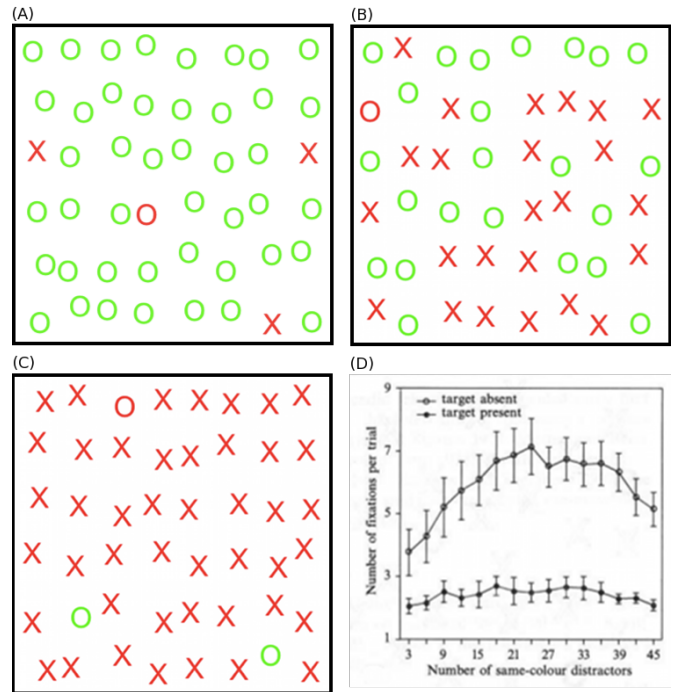 (A)
(B)
(C)
(D)
9
7
5
3
1
target absent
target present
Number of fixations per trial
3 9 15 21 27 33 39 45
Number of same-colour distractors